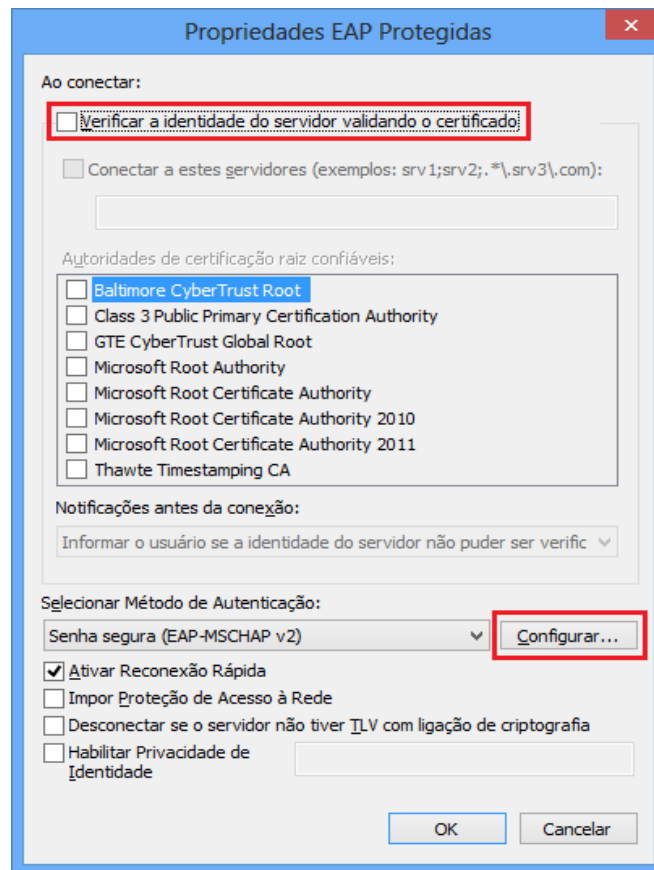 Propriedades EAP Protegidas
Ao conectar:
Verificar a identidade do servidor validando o certificado
Conectar a estes servidores (exemplos: srv1;srv2;.*\.srv3\.com):
Autoridades de certificação raiz confiáveis:
Baltimore CyberTrust Root
Class 3 Public Primary Certification Authority
GTE CyberTrust Global Root
Microsoft Root Authority
Microsoft Root Certificate Authority
Microsoft Root Certificate Authority 2010
Microsoft Root Certificate Authority 2011
Thawte Timestamping CA
Notificações antes da conexão:
Informar o usuário se a identidade do servidor não puder ser verific
Selecionar Método de Autenticação:
Senha segura (EAP-MSCHAP v2) Configurar...
Ativar Reconexão Rápida
Impor Proteção de Acesso à Rede
Desconectar se o servidor não tiver TLV com ligação de criptografia
Habilitar Privacidade de
Identidade
OK Cancelar